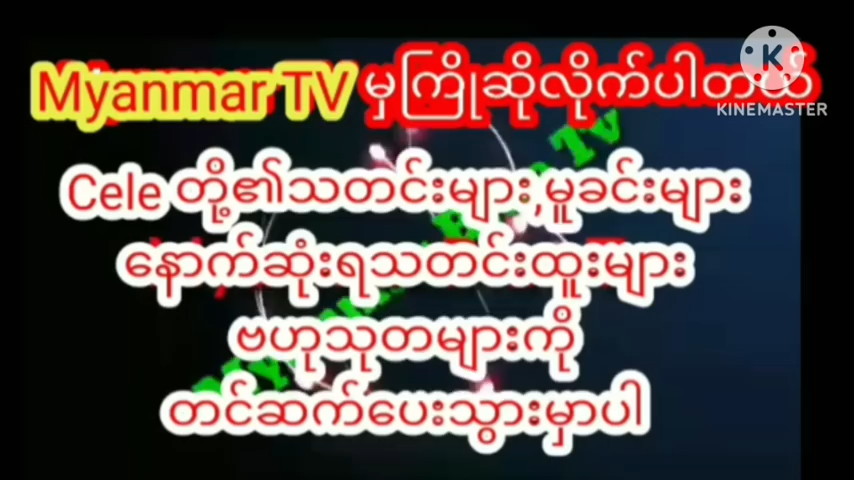 Myanmar TV မှကြိုဆိုလိုက်ပါတယ်
KINEMASTER
Cele တို့၏သတင်းများ,မူခင်းများ
နောက်ဆုံးရသတင်းထူးများ
ဗဟုသုတများကို
တင်ဆက်ပေးသွားမှာပါ